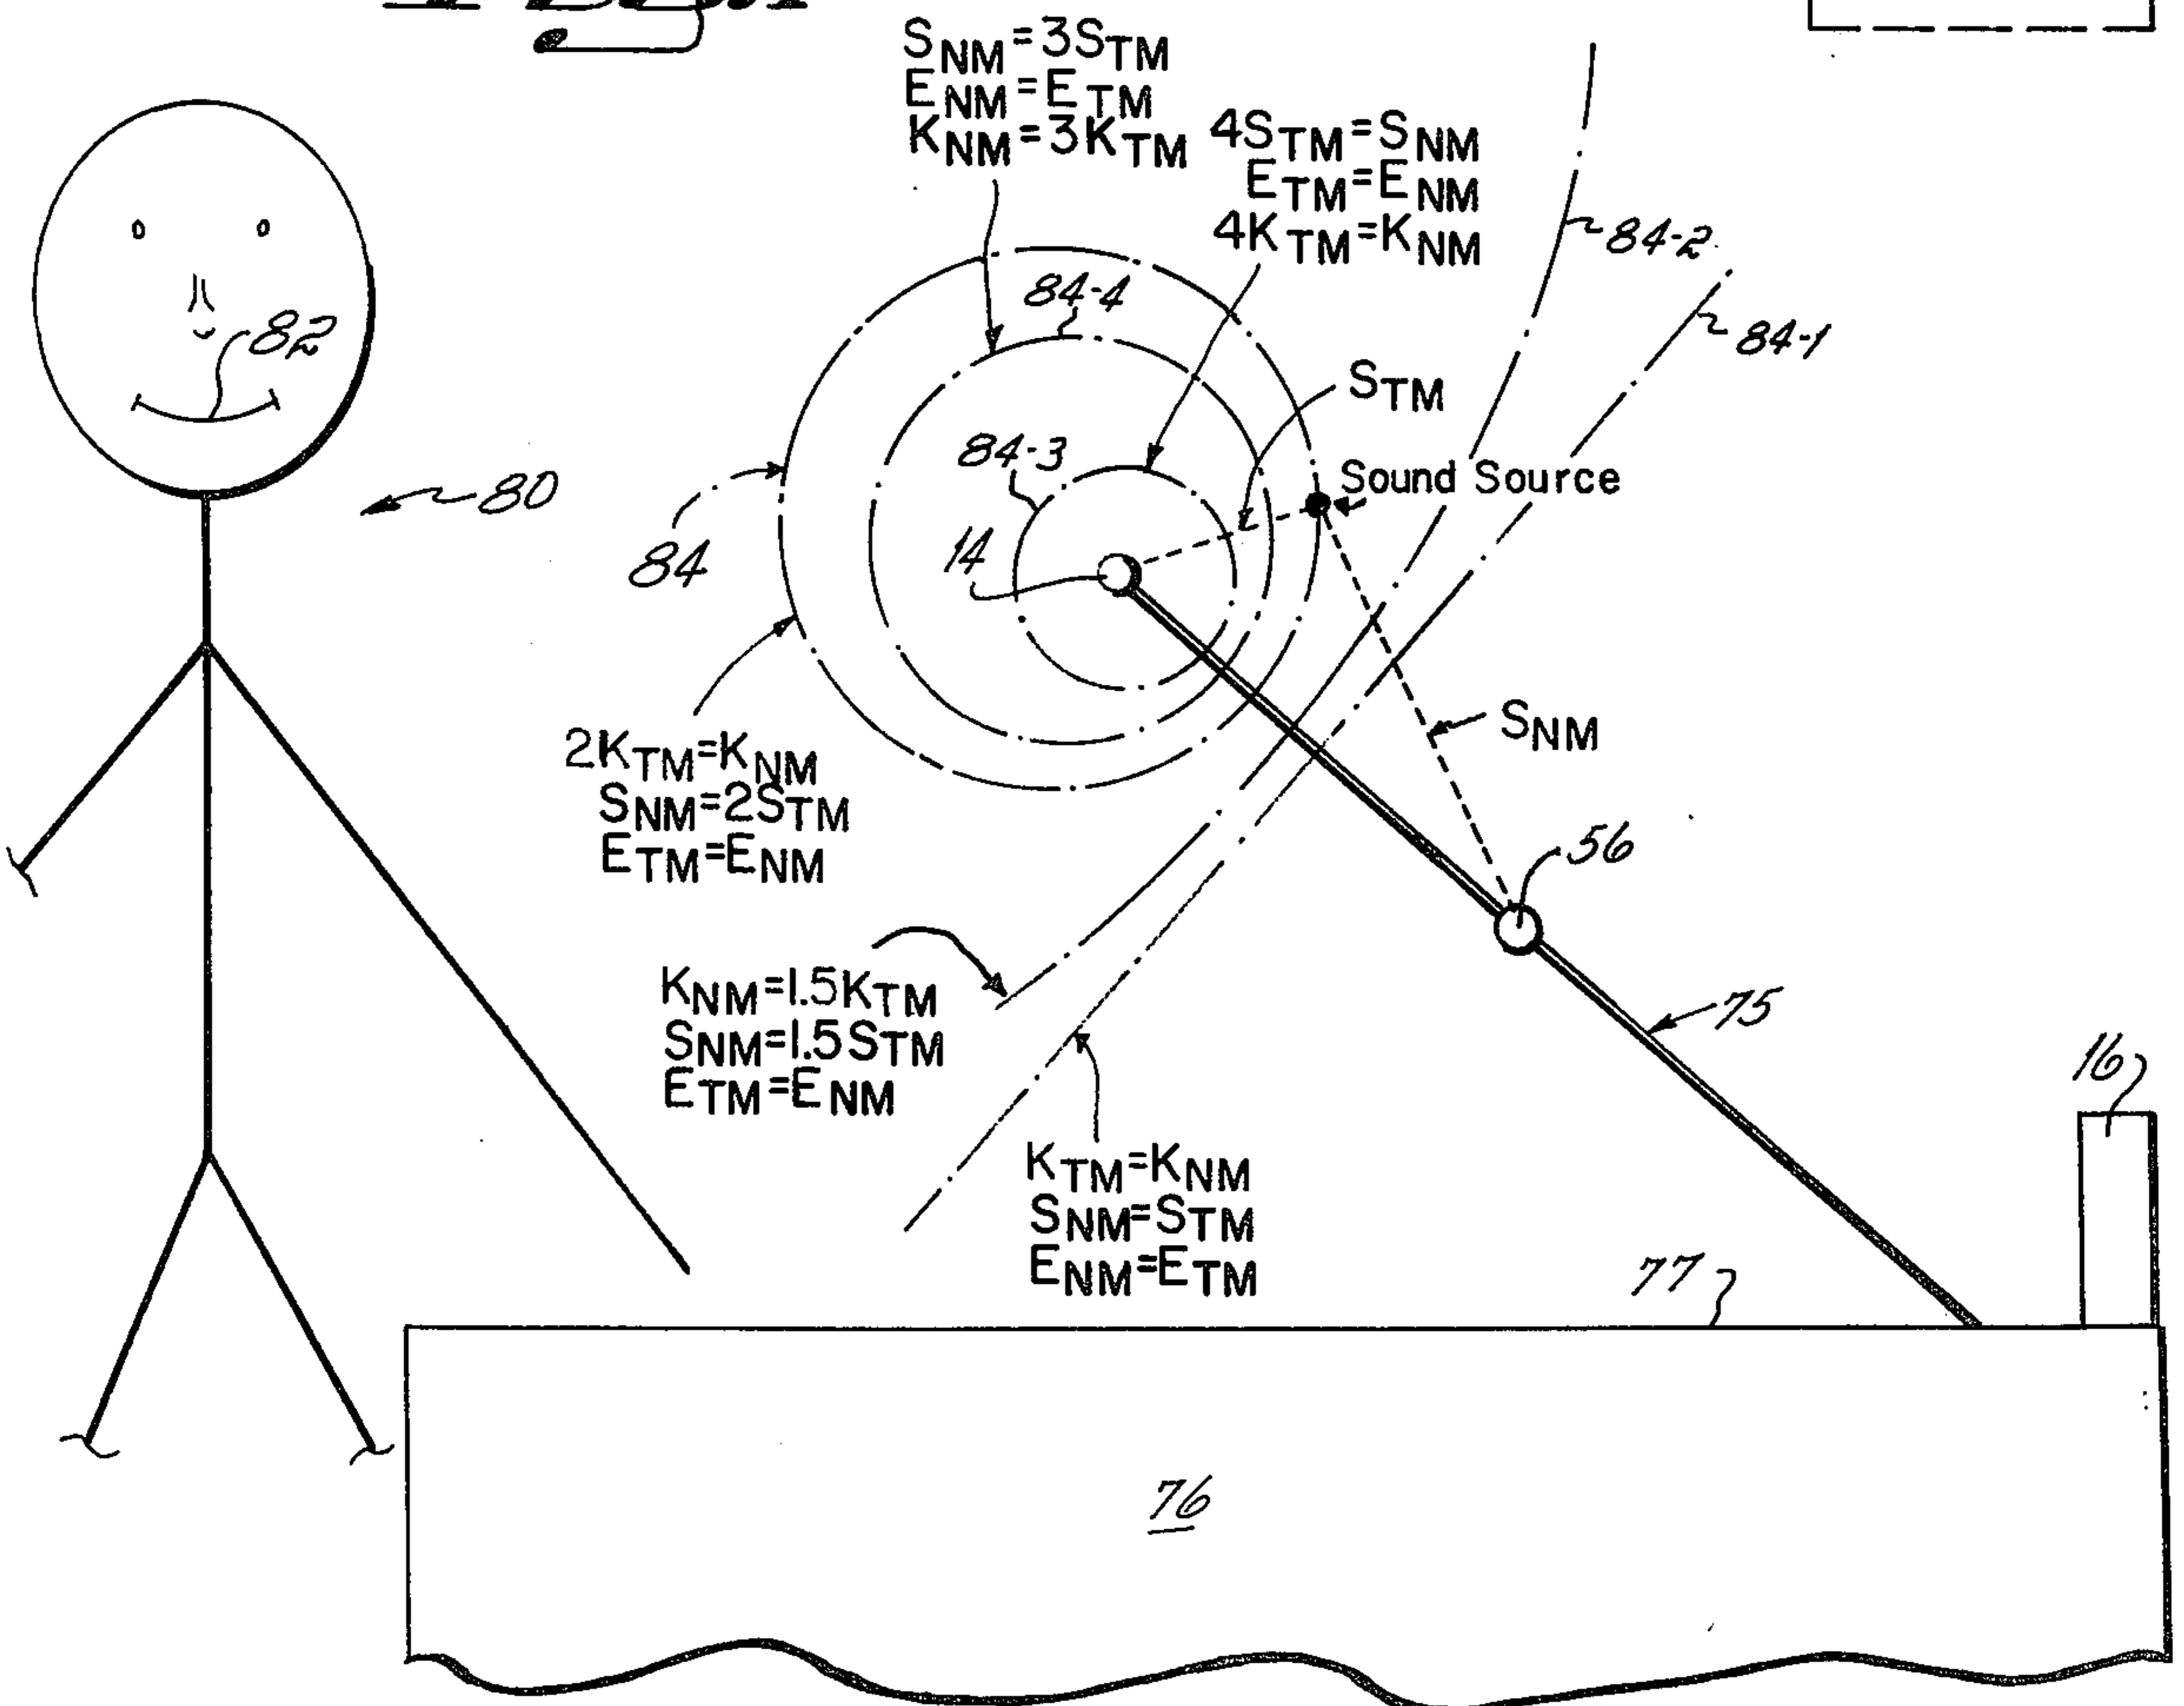 SNM=3STM
ENM=ETM
KNM=3KTM
4STM=SNM
ETM=ENM
4KTM=KNM
84-2
84-1
84-4
82
STM
84-3
Sound Source
80
14
84
SNM
2KTM=KNM
SNM=2STM
ETM=ENM
56
KNM=1.5KTM
SNM=1.5STM
ETM=ENM
75
16
KTM=KNM
SNM=STM
ENM=ETM
77
76